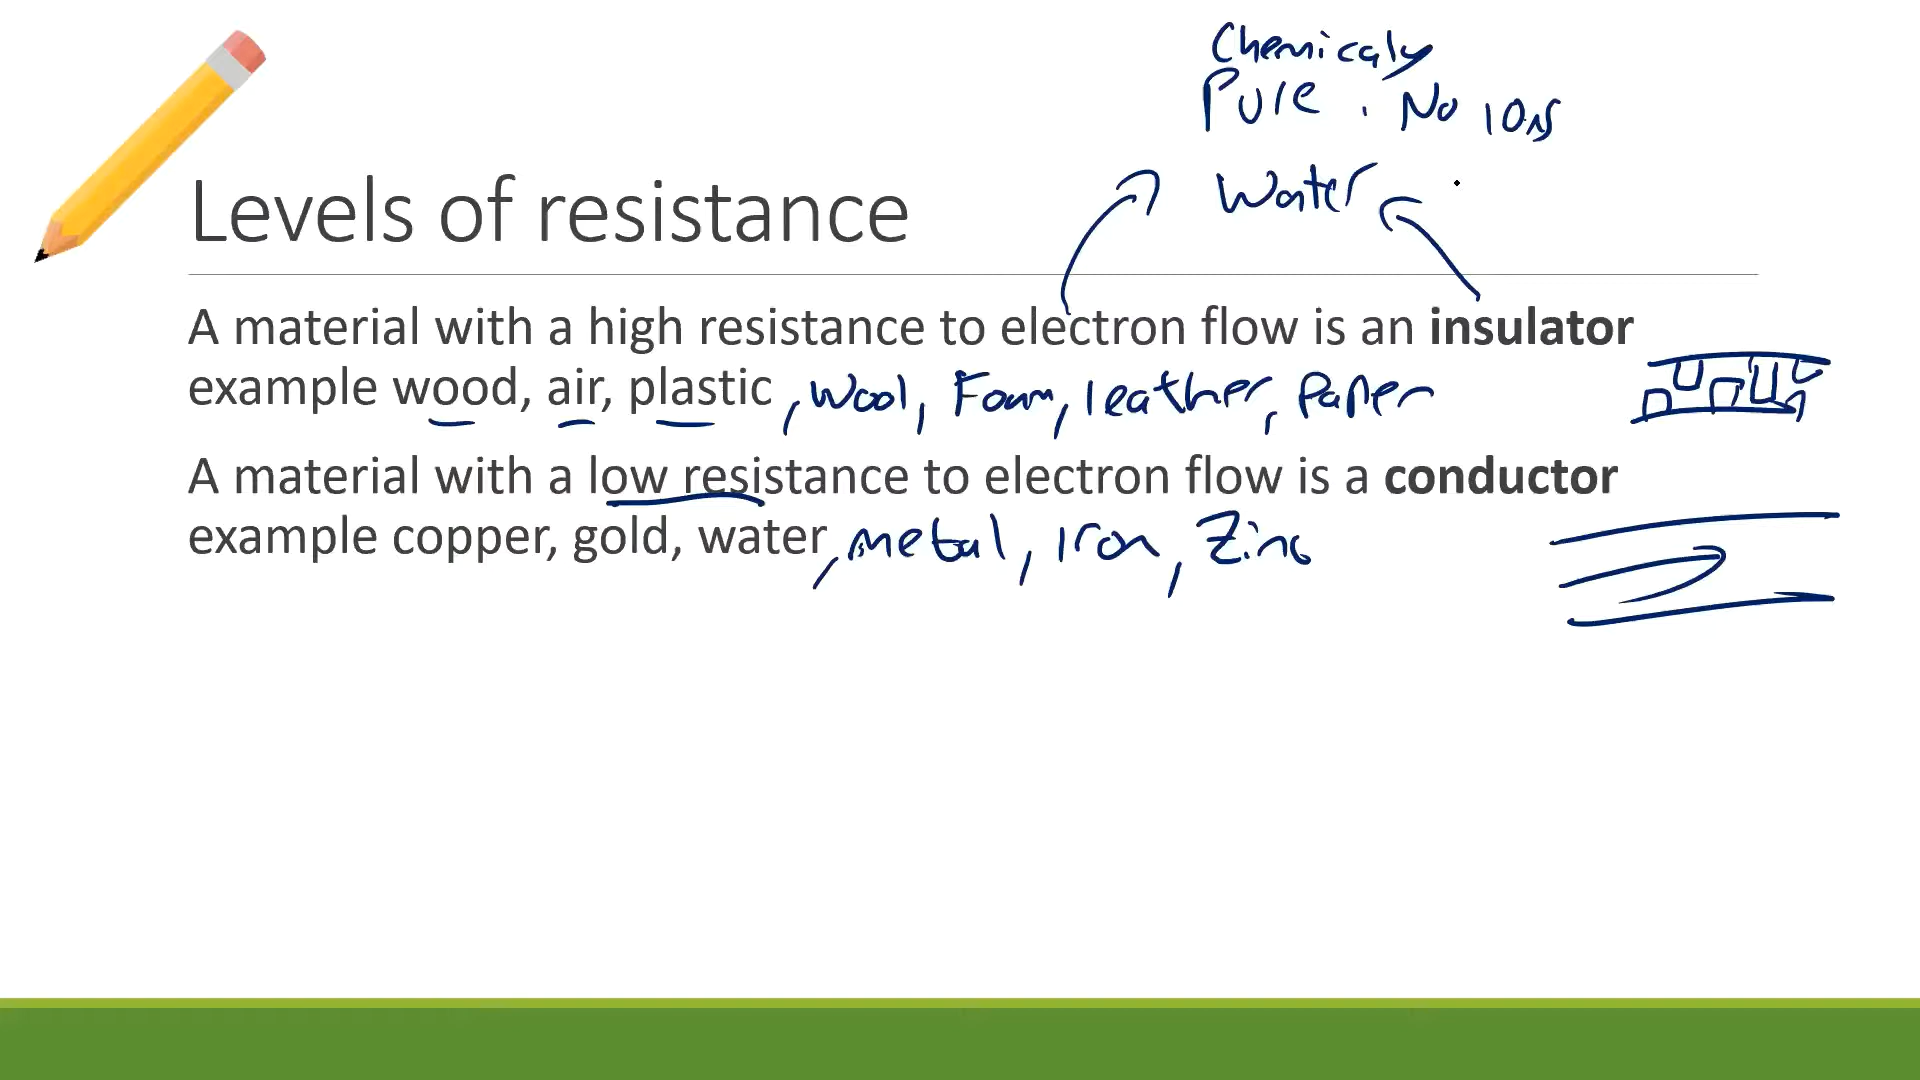 Chemicaly
Pure . No ions
Water
Levels of resistance
A material with a high resistance to electron flow is an insulator
example wood, air, plastic , Wool, Foam, leather, Paper
A material with a low resistance to electron flow is a conductor
example copper, gold, water , metal, Iron, Zinc